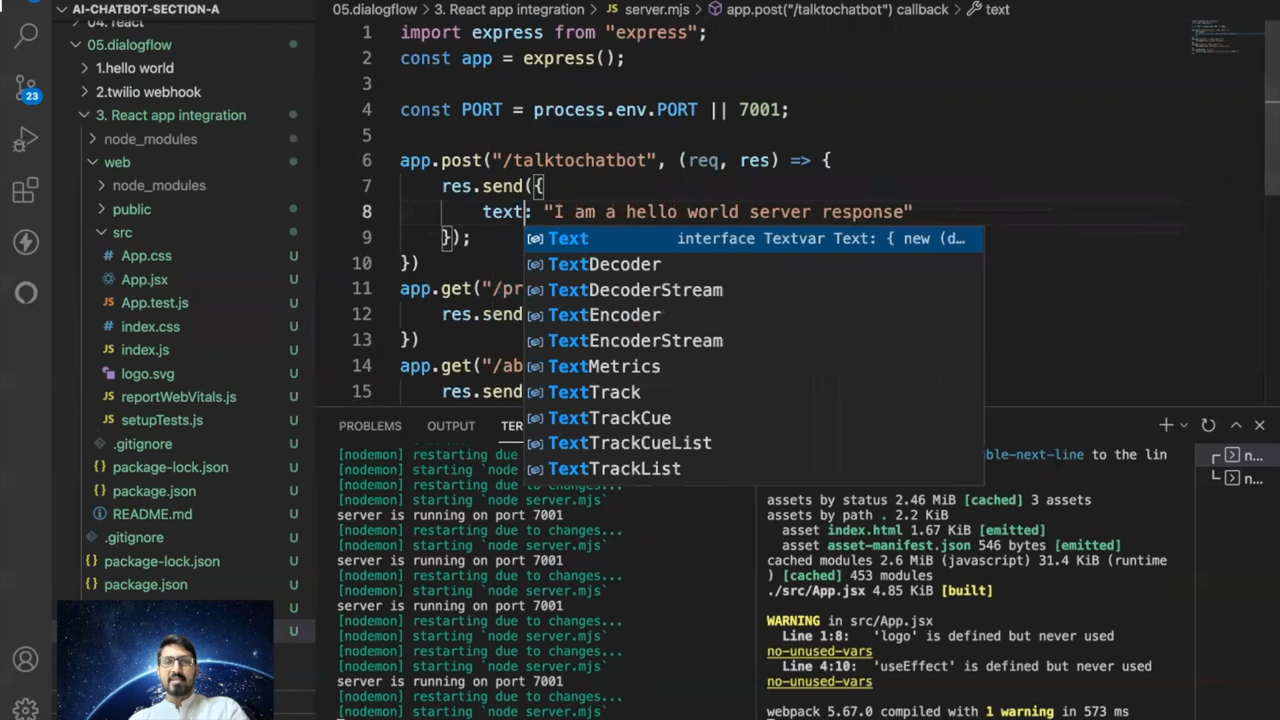 AI-CHATBOT-SECTION-A
04. react
05.dialogflow
1.hello world
2.twilio webhook
3. React app integration
node_modules
web
node_modules
public
src
App.css U
App.jsx U
App.test.js U
index.css U
index.js U
logo.svg U
reportWebVitals.js U
setupTests.js U
.gitignore U
package-lock.json U
package.json U
README.md U
.gitignore U
package-lock.json U
package.json U
U
U
23
05.dialogflow > 3. React app integration > JS server.mjs > app.post("/talktochatbot") callback > text
1 import express from "express";
2 const app = express();
3
4 const PORT = process.env.PORT || 7001;
5
6 app.post("/talktochatbot", (req, res) => {
7 res.send({
8 text: "I am a hello world server response"
9 });
10 })
11 app.get("/pr
12 res.send
13 })
14 app.get("/ab
15 res.send
Text interface Textvar Text: { new (d…
TextDecoder
TextDecoderStream
TextEncoder
TextEncoderStream
TextMetrics
TextTrack
TextTrackCue
TextTrackCueList
TextTrackList
PROBLEMS OUTPUT TER
[nodemon] restarting due
[nodemon] starting `node
[nodemon] restarting due to changes...
[nodemon] starting `node server.mjs`
server is running on port 7001
[nodemon] restarting due to changes...
[nodemon] starting `node server.mjs`
server is running on port 7001
[nodemon] restarting due to changes...
[nodemon] starting `node server.mjs`
server is running on port 7001
[nodemon] restarting due to changes...
[nodemon] starting `node server.mjs`
[nodemon] restarting due to changes...
[nodemon] starting `node server.mjs`
server is running on port 7001
[nodemon] restarting due to changes...
[nodemon] starting `node server.mjs`
ble-next-line to the lin
assets by status 2.46 MiB [cached] 3 assets
assets by path . 2.2 KiB
asset index.html 1.67 KiB [emitted]
asset asset-manifest.json 546 bytes [emitted]
cached modules 2.6 MiB (javascript) 31.4 KiB (runtime
) [cached] 453 modules
./src/App.jsx 4.85 KiB [built]
WARNING in src/App.jsx
Line 1:8: 'logo' is defined but never used
no-unused-vars
Line 4:10: 'useEffect' is defined but never used
no-unused-vars
webpack 5.67.0 compiled with 1 warning in 573 ms
n...
n...